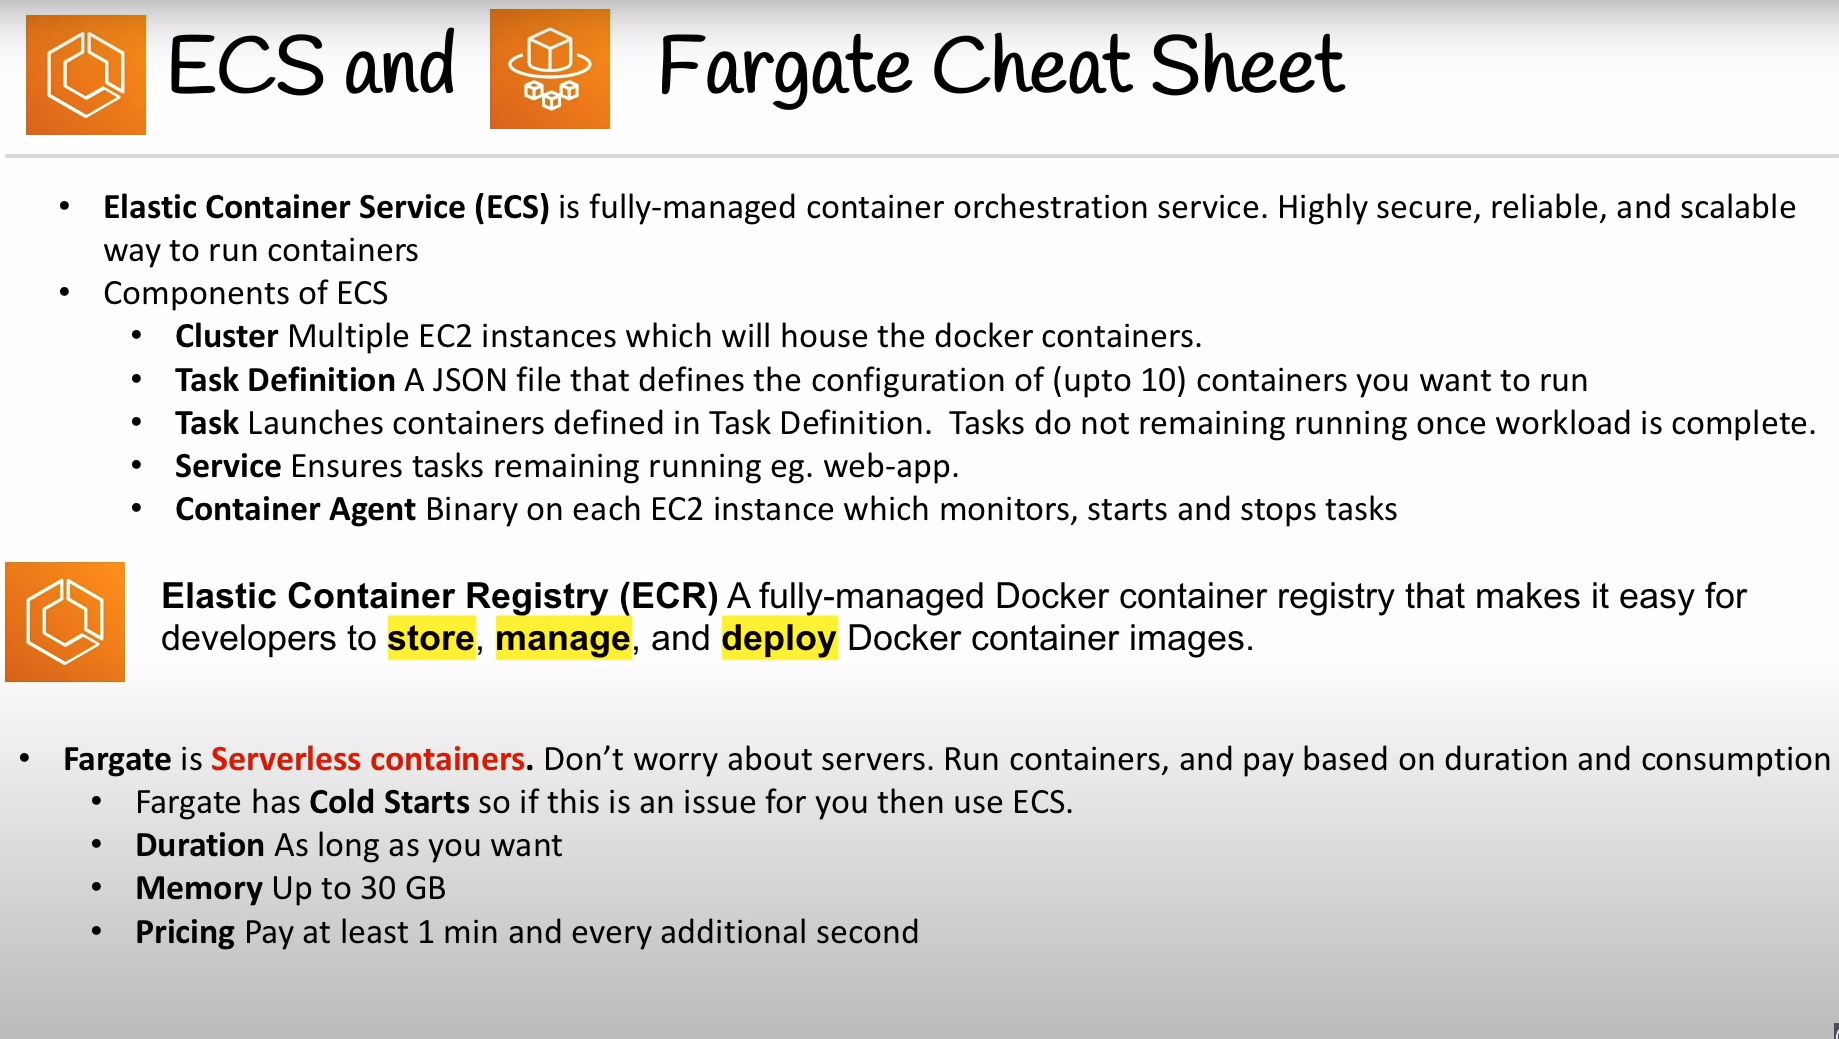 ECS and Fargate Cheat Sheet
• Elastic Container Service (ECS) is fully-managed container orchestration service. Highly secure, reliable, and scalable
way to run containers
• Components of ECS
• Cluster Multiple EC2 instances which will house the docker containers.
• Task Definition A JSON file that defines the configuration of (upto 10) containers you want to run
• Task Launches containers defined in Task Definition.  Tasks do not remaining running once workload is complete.
• Service Ensures tasks remaining running eg. web-app.
• Container Agent Binary on each EC2 instance which monitors, starts and stops tasks
Elastic Container Registry (ECR) A fully-managed Docker container registry that makes it easy for
developers to store, manage, and deploy Docker container images.
• Fargate is Serverless containers. Don’t worry about servers. Run containers, and pay based on duration and consumption
• Fargate has Cold Starts so if this is an issue for you then use ECS.
• Duration As long as you want
• Memory Up to 30 GB
• Pricing Pay at least 1 min and every additional second